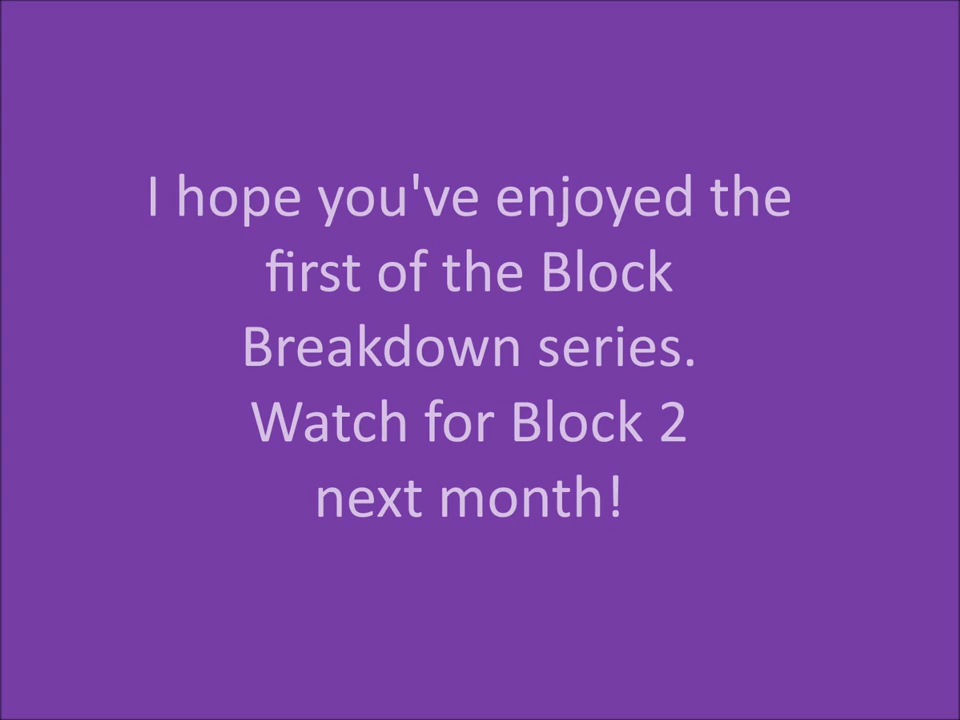 I hope you've enjoyed the
first of the Block
Breakdown series.
Watch for Block 2
next month!